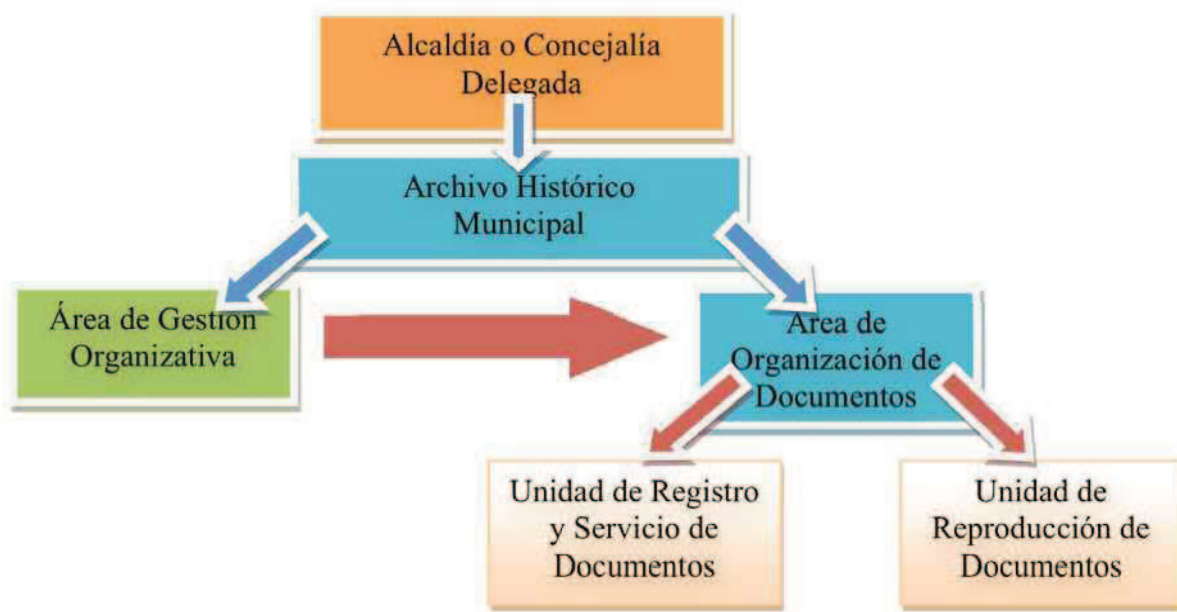 Alcaldía o Concejalía
Delegada
Archivo Histórico
Municipal
Área de Gestión
Organizativa
Area de
Organización de
Documentos
Unidad de Registro
y Servicio de
Documentos
Unidad de
Reproducción de
Documentos